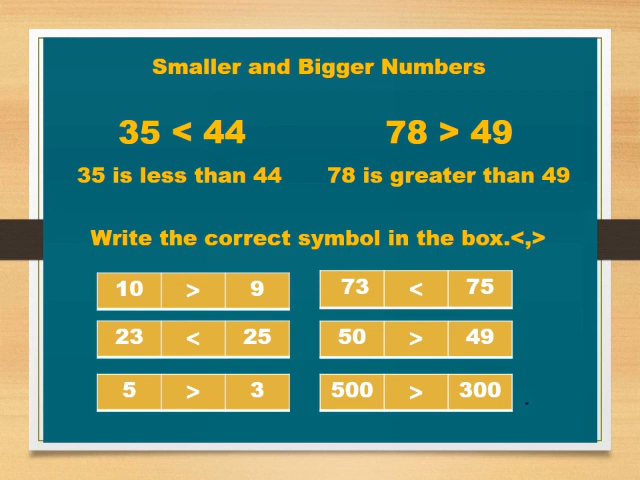 Smaller and Bigger Numbers
35 < 44 78 > 49
35 is less than 44 78 is greater than 49
Write the correct symbol in the box.<,>
10 > 9 73 < 75
23 < 25 50 > 49
5 > 3 500 > 300 .